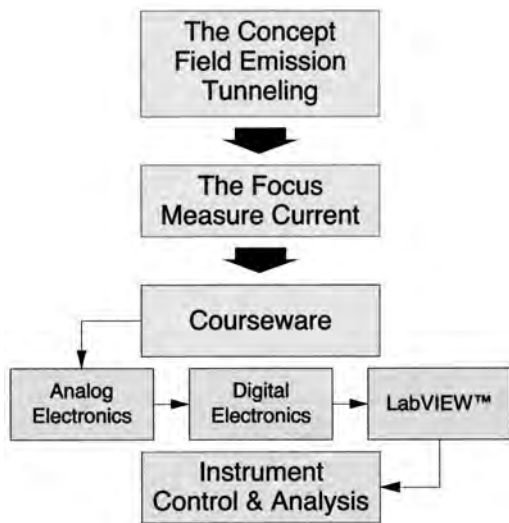 The Concept
Field Emission
Tunneling
The Focus
Measure Current
Courseware
Analog
Electronics
Digital
Electronics
LabVIEW™
Instrument
Control & Analysis